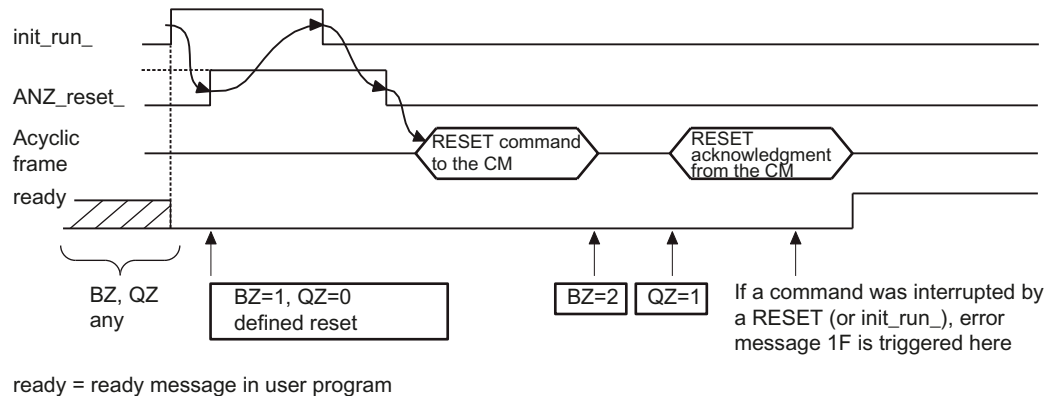 init_run_
ANZ_reset_
Acyclic
frame
RESET command
to the CM
RESET
acknowledgment
from the CM
ready
BZ, QZ
any
BZ=1, QZ=0
defined reset
BZ=2
QZ=1
If a command was interrupted by
a RESET (or init_run_), error
message 1F is triggered here
ready = ready message in user program